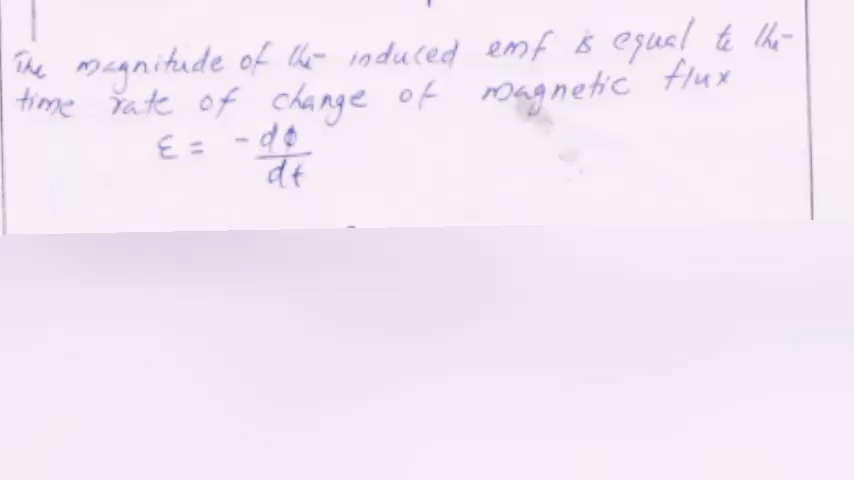 The magnitude of the induced emf is equal to the
time rate of change of magnetic flux
ε = -dϕ/dt